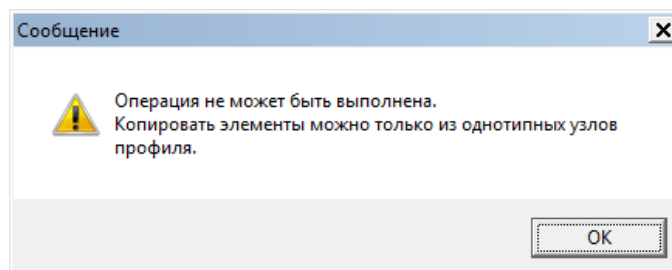 Сообщение
Операция не может быть выполнена.
Копировать элементы можно только из однотипных узлов
профиля.
OK